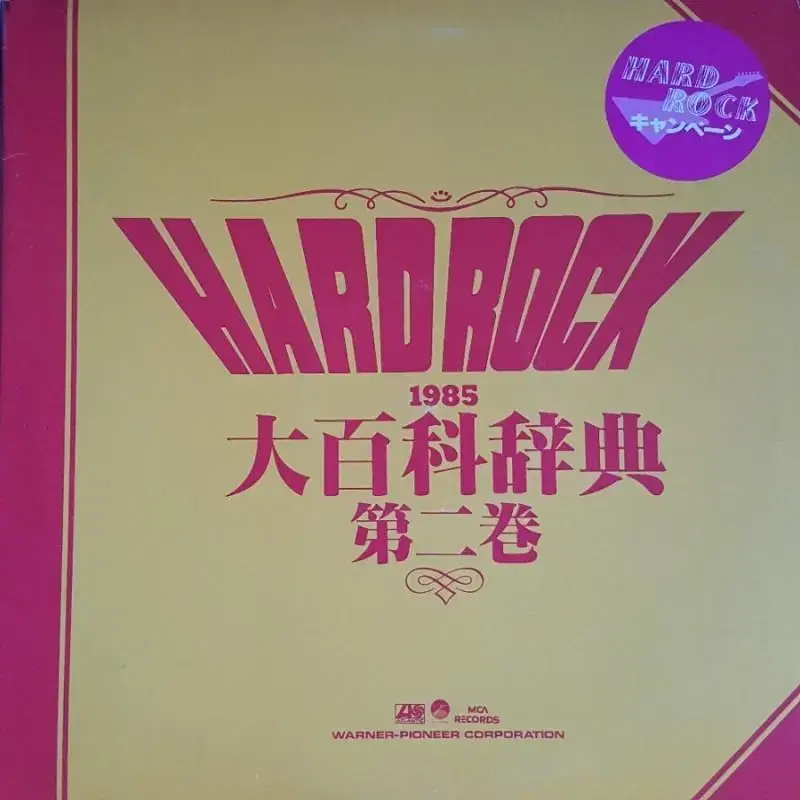 HARD
ROCK
キャンペーン
HARD ROCK
1985
大百科辞典
第二巻
ATLANTIC
MCA
RECORDS
WARNER-PIONEER CORPORATION